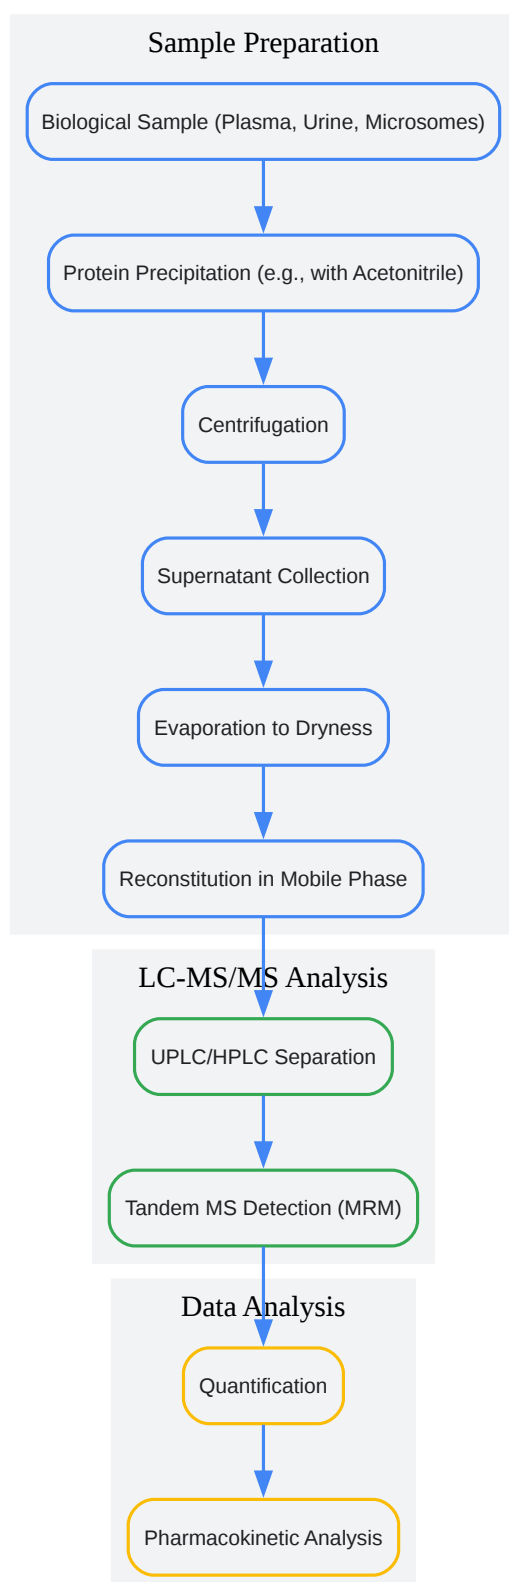 Sample Preparation
Biological Sample (Plasma, Urine, Microsomes)
Protein Precipitation (e.g., with Acetonitrile)
Centrifugation
Supernatant Collection
Evaporation to Dryness
Reconstitution in Mobile Phase
LC-MS/MS Analysis
UPLC/HPLC Separation
Tandem MS Detection (MRM)
Data Analysis
Quantification
Pharmacokinetic Analysis